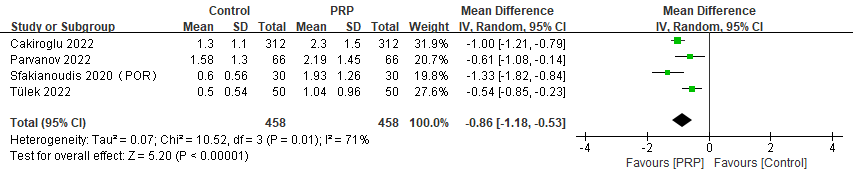 Control PRP Mean Difference Mean Difference
Study or Subgroup Mean SD Total Mean SD Total Weight IV, Random, 95% CI IV, Random, 95% CI
Cakiroglu 2022 1.3 1.1 312 2.3 1.5 312 31.9% -1.00 [-1.21, -0.79]
Parvanov 2022 1.58 1.3 66 2.19 1.45 66 20.7% -0.61 [-1.08, -0.14]
Sfakianoudis 2020（POR） 0.6 0.56 30 1.93 1.26 30 19.8% -1.33 [-1.82, -0.84]
Tülek 2022 0.5 0.54 50 1.04 0.96 50 27.6% -0.54 [-0.85, -0.23]
Total (95% CI) 458 458 100.0% -0.86 [-1.18, -0.53]
Heterogeneity: Tau² = 0.07; Chi² = 10.52, df = 3 (P = 0.01); I² = 71%
Test for overall effect: Z = 5.20 (P < 0.00001)
-4 -2 0 2 4
Favours [PRP] Favours [Control]